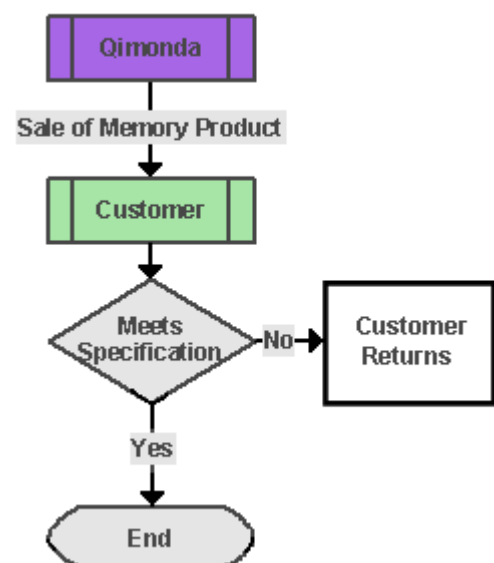 Qimonda
Sale of Memory Product
Customer
Meets
Specification
No
Customer
Returns
Yes
End